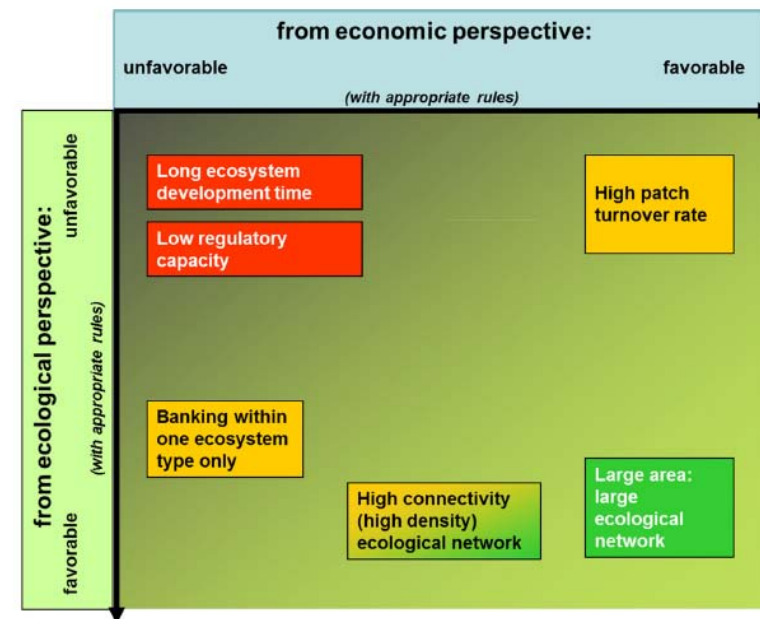 from economic perspective:
unfavorable
favorable
(with appropriate rules)
from ecological perspective:
(with appropriate rules)
unfavorable
favorable
Long ecosystem
development time
Low regulatory
capacity
High patch
turnover rate
Banking within
one ecosystem
type only
High connectivity
(high density)
ecological network
Large area:
large
ecological
network